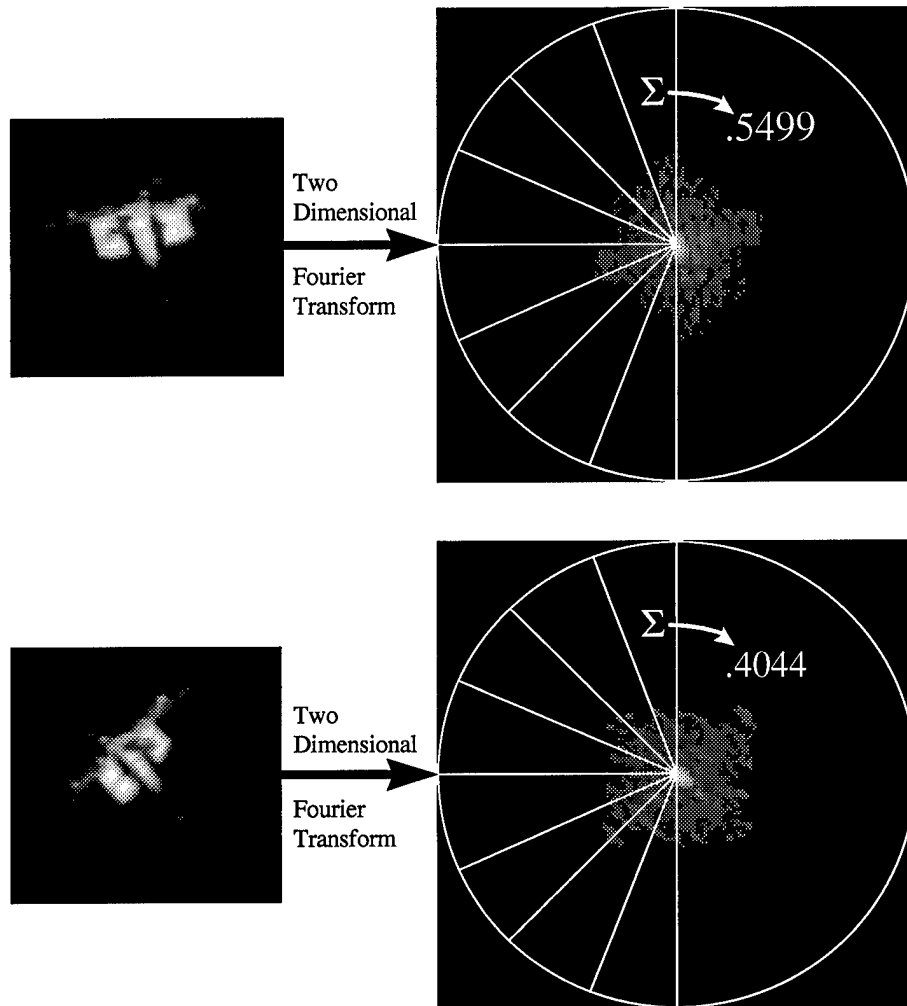 Σ
.5499
Two
Dimensional
Fourier
Transform
Σ
.4044
Two
Dimensional
Fourier
Transform